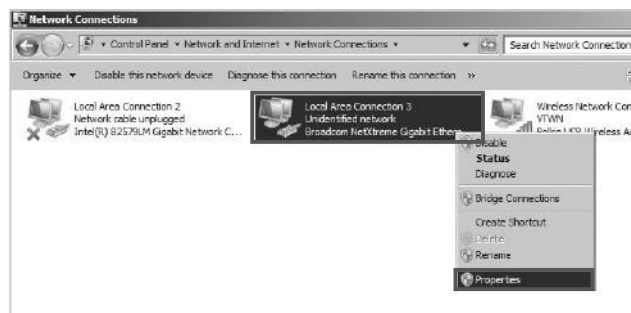 Network Connections
Control Panel ▾ Network and Internet ▾ Network Connections ▾
Search Network Connection
Organize ▾ Disable this network device Diagnose this connection Rename this connection »
Local Area Connection 2
Network cable unplugged
Intel(R) 82579LM Gigabit Network C...
Local Area Connection 3
Unidentified network
Broadcom NetXtreme Gigabit Ethern
Wireless Network Con
VTWN
Wireless A
Disable
Status
Diagnose
Bridge Connections
Create Shortcut
Delete
Rename
Properties